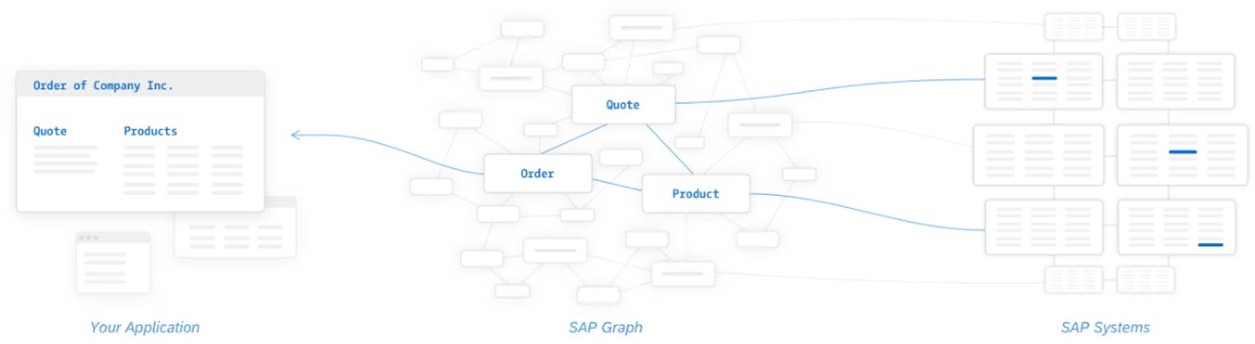 Order of Company Inc.
Quote Products
Quote
Order
Product
Your Application
SAP Graph
SAP Systems